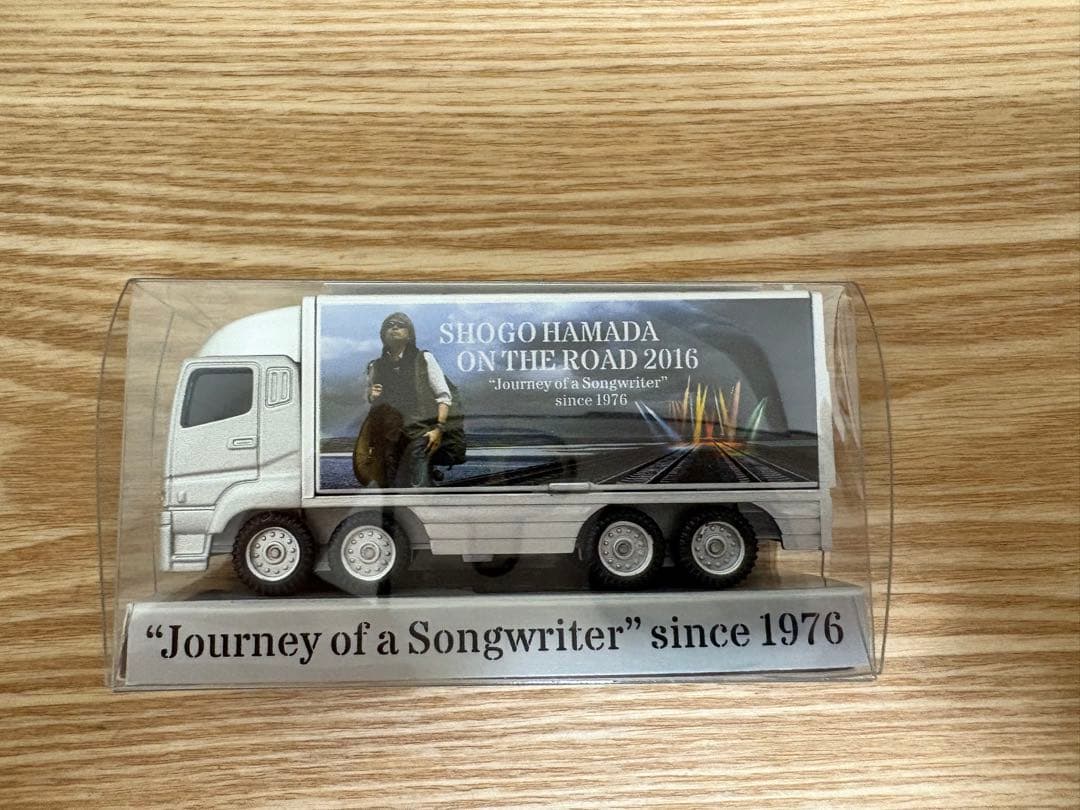 SHOGO HAMADA
ON THE ROAD 2016
“Journey of a Songwriter”
since 1976
“Journey of a Songwriter” since 1976